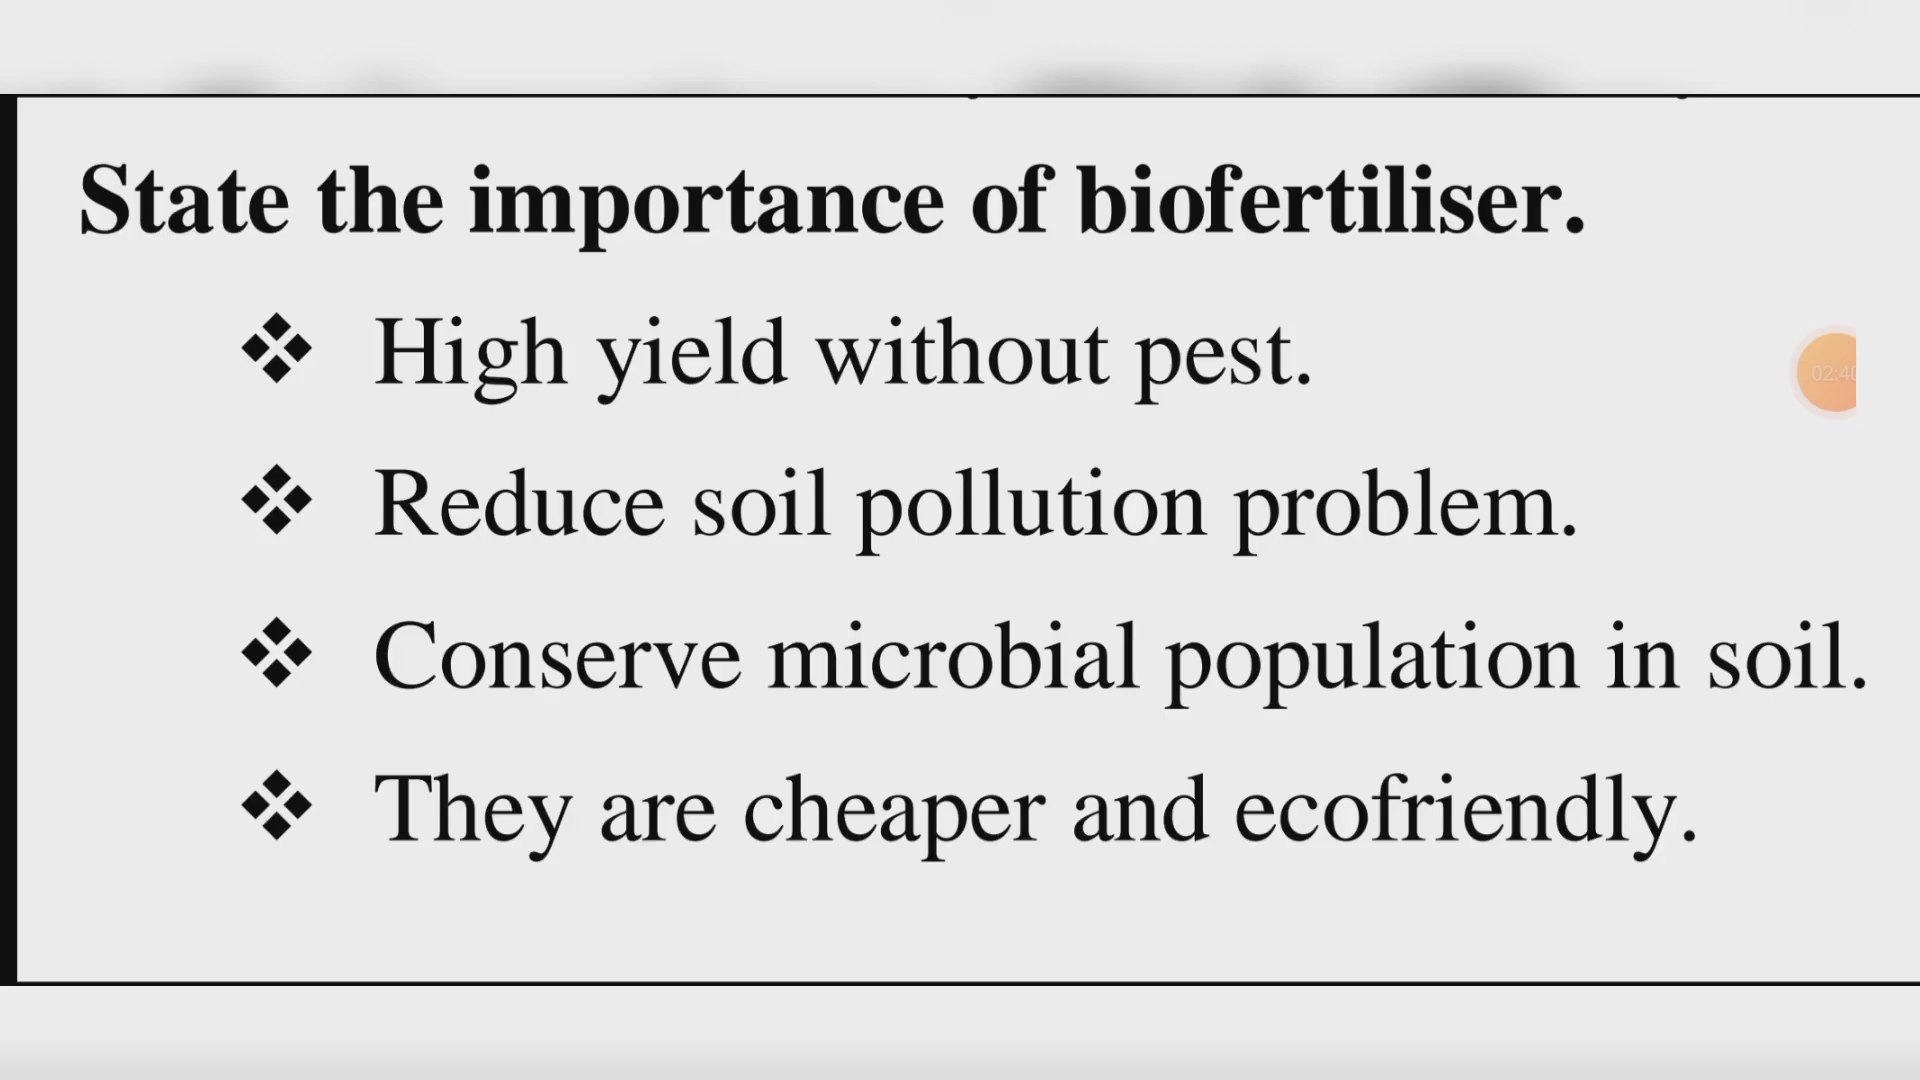 State the importance of biofertiliser.
❖ High yield without pest.
❖ Reduce soil pollution problem.
❖ Conserve microbial population in soil.
❖ They are cheaper and ecofriendly.